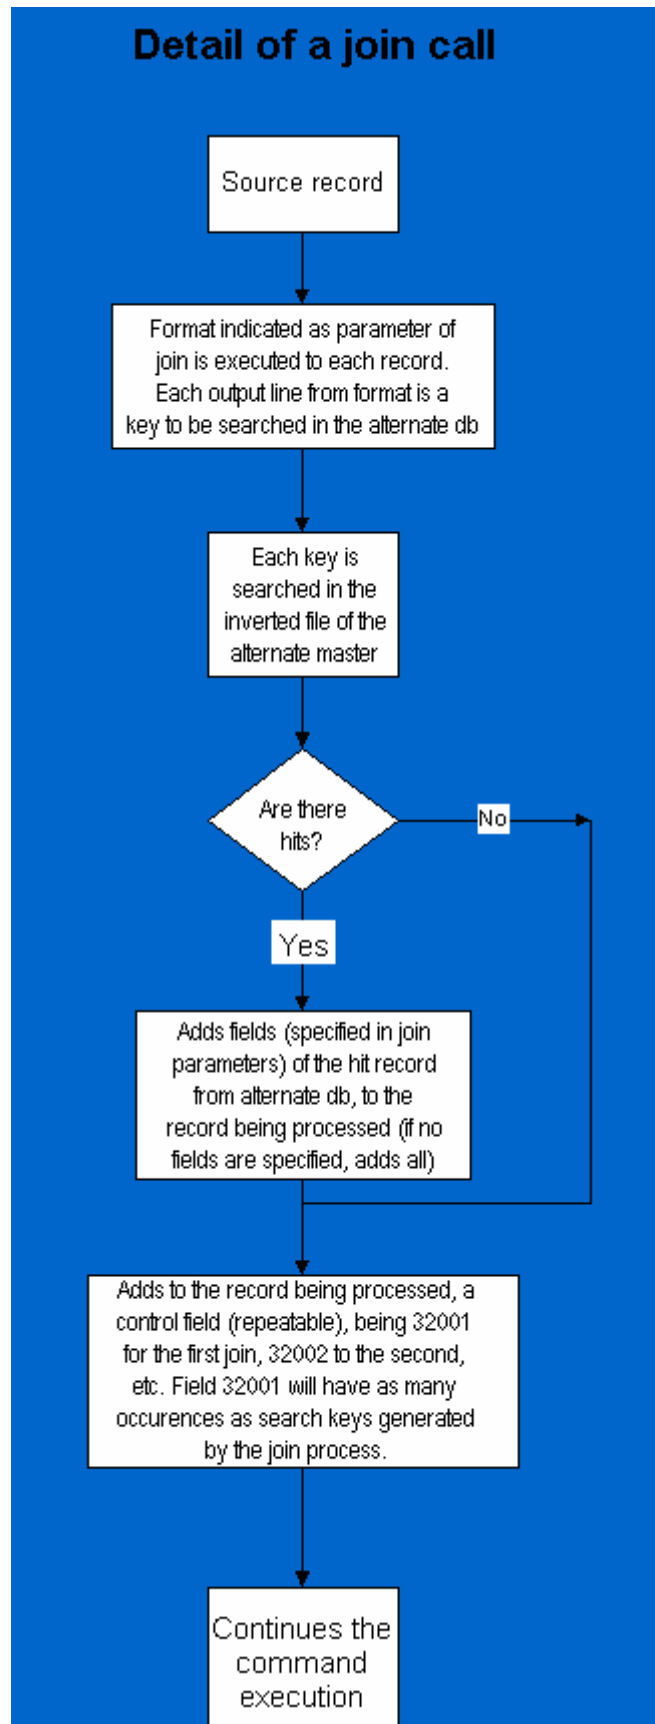 Detail of a join call
Source record
Format indicated as parameter of
join is executed to each record.
Each output line from format is a
key to be searched in the alternate db
Each key is
searched in the
inverted file of the
alternate master
Are there
hits?
No
Yes
Adds fields (specified in join
parameters) of the hit record
from alternate db, to the
record being processed (if no
fields are specified, adds all)
Adds to the record being processed, a
control field (repeatable), being 32001
for the first join, 32002 to the second,
etc. Field 32001 will have as many
occurences as search keys generated
by the join process.
Continues the
command
execution